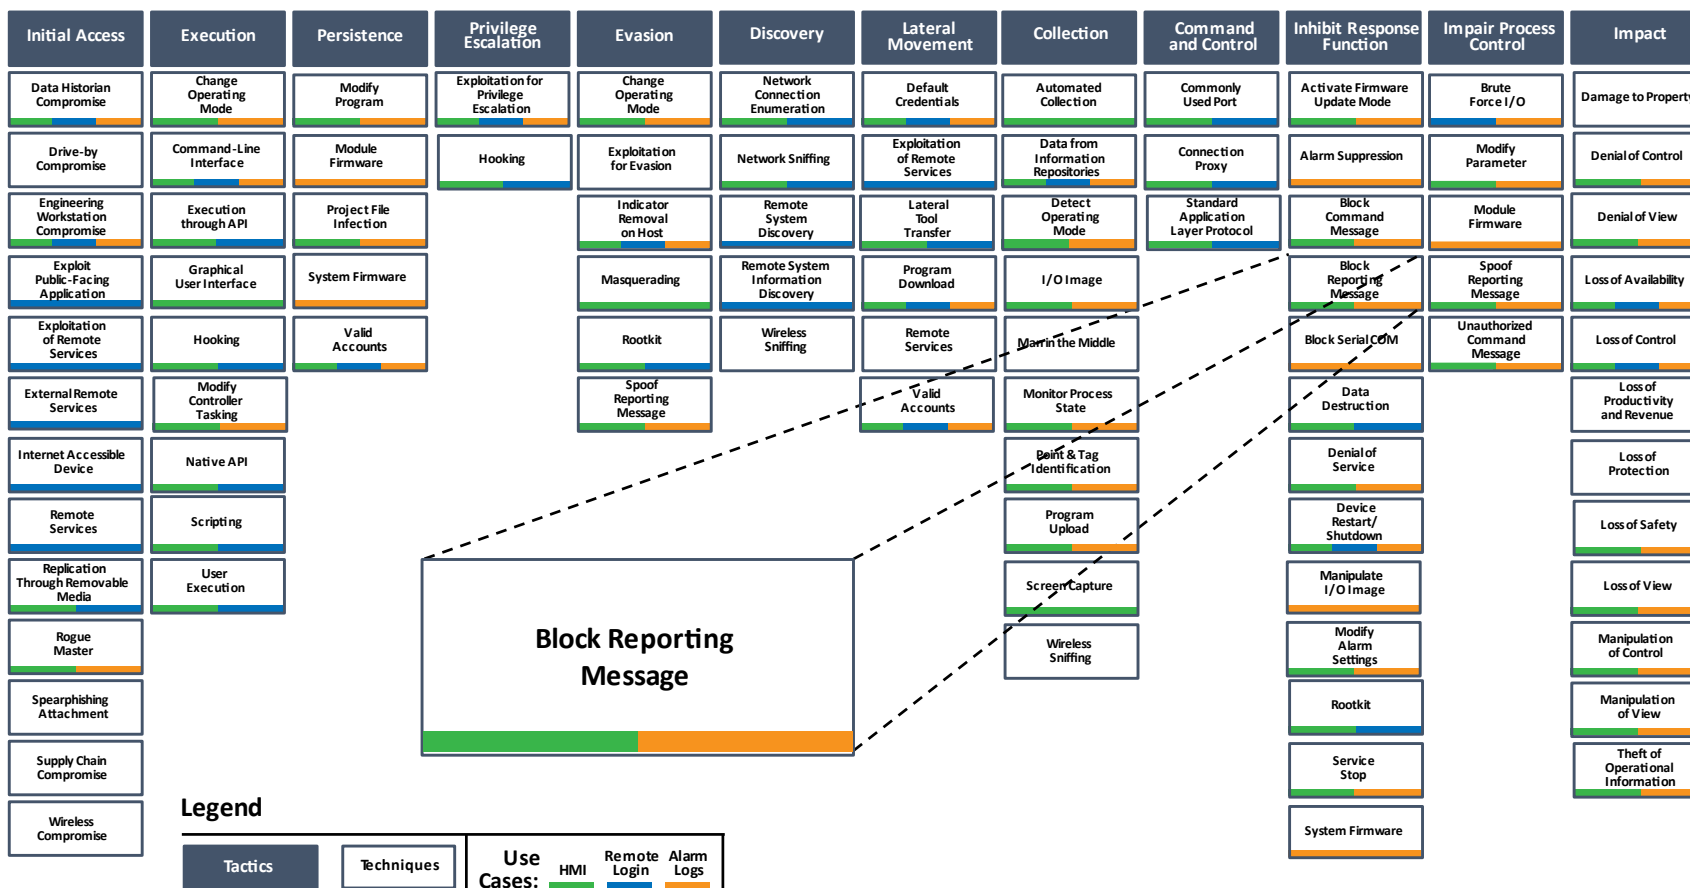 Initial Access
Data Historian
Compromise
Drive-by
Compromise
Engineering
Workstation
Compromise
Exploit
Public-Facing
Application
Exploitation
of Remote
Services
External Remote
Services
Internet Accessible
Device
Remote
Services
Replication
Through Removable
Media
Rogue
Master
Spearphishing
Attachment
Supply Chain
Compromise
Wireless
Compromise
Execution
Change
Operating
Mode
Command-Line
Interface
Execution
through API
Graphical
User Interface
Hooking
Modify
Controller
Tasking
Native API
Scripting
User
Execution
Persistence
Modify
Program
Module
Firmware
Project File
Infection
System Firmware
Valid
Accounts
Privilege
Escalation
Exploitation for
Privilege
Escalation
Hooking
Evasion
Change
Operating
Mode
Exploitation
for Evasion
Indicator
Removal
on Host
Masquerading
Rootkit
Spoof
Reporting
Message
Discovery
Network
Connection
Enumeration
Network Sniffing
Remote
System
Discovery
Remote System
Information
Discovery
Wireless
Sniffing
Lateral
Movement
Default
Credentials
Exploitation
of Remote
Services
Lateral
Tool
Transfer
Program
Download
Remote
Services
Valid
Accounts
Collection
Automated
Collection
Data from
Information
Repositories
Detect
Operating
Mode
I/O Image
Man in the Middle
Monitor Process
State
Point & Tag
Identification
Program
Upload
Screen Capture
Wireless
Sniffing
Command
and Control
Commonly
Used Port
Connection
Proxy
Standard
Application
Layer Protocol
Inhibit Response
Function
Activate Firmware
Update Mode
Alarm Suppression
Block
Command
Message
Block
Reporting
Message
Block Serial COM
Data
Destruction
Denial of
Service
Device
Restart/
Shutdown
Manipulate
I/O Image
Modify
Alarm
Settings
Rootkit
Service
Stop
System Firmware
Impair Process
Control
Brute
Force I/O
Modify
Parameter
Module
Firmware
Spoof
Reporting
Message
Unauthorized
Command
Message
Impact
Damage to Property
Denial of Control
Denial of View
Loss of Availability
Loss of Control
Loss of
Productivity
and Revenue
Loss of
Protection
Loss of Safety
Loss of View
Manipulation
of Control
Manipulation
of View
Theft of
Operational
Information
Block Reporting
Message
Legend
Tactics
Techniques
Use
Cases:
HMI
Remote
Login
Alarm
Logs